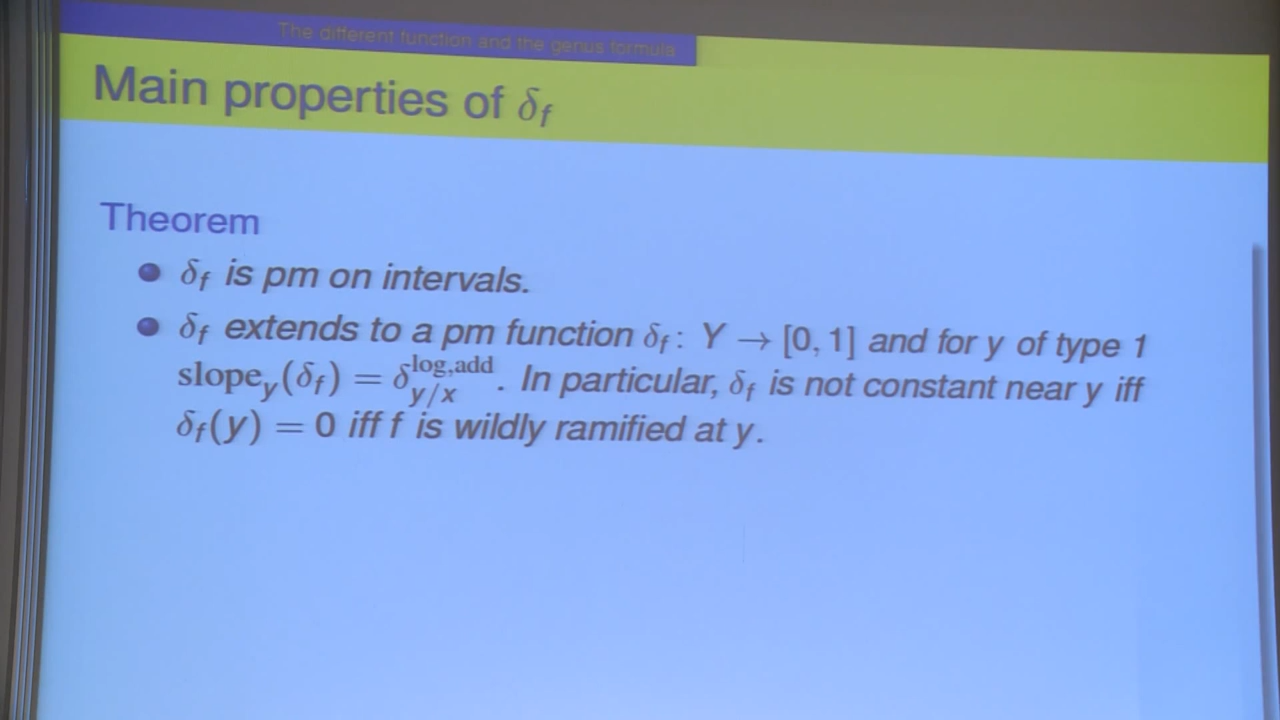 The different function and the genus formula
Main properties of δ_f
Theorem
δ_f is pm on intervals.
δ_f extends to a pm function δ_f : Y → [0, 1] and for y of type 1
slope_y(δ_f) = δ^{log,add}_{y/x}. In particular, δ_f is not constant near y iff
δ_f(y) = 0 iff f is wildly ramified at y.